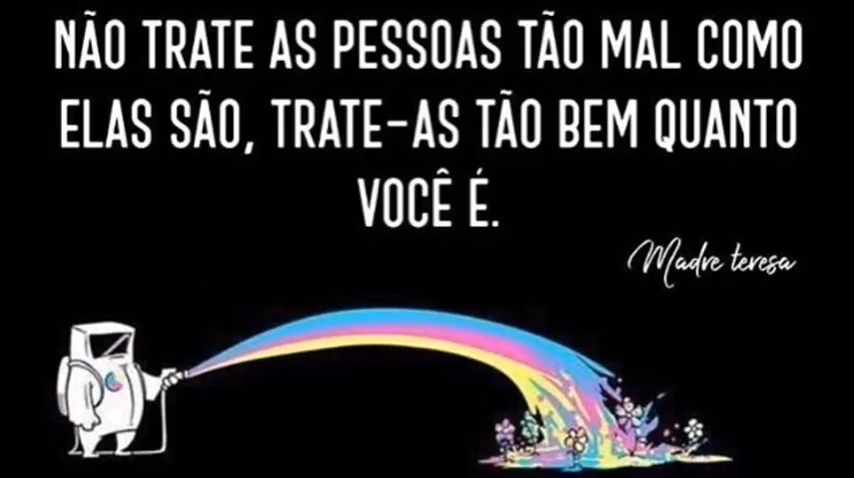 NÃO TRATE AS PESSOAS TÃO MAL COMO
ELAS SÃO, TRATE-AS TÃO BEM QUANTO
VOCÊ É.
Madre teresa